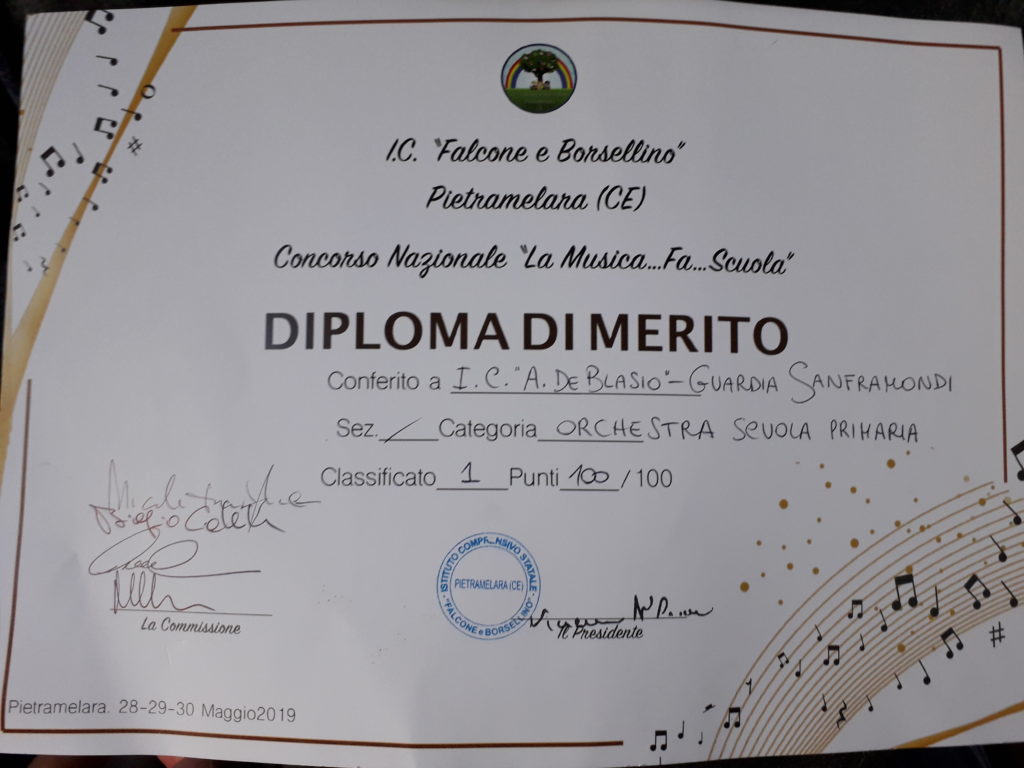 I.C. "Falcone e Borsellino"
Pietramelara (CE)
Concorso Nazionale "La Musica...Fa...Scuola"
DIPLOMA DI MERITO
Conferito a I.C. "A. DE BLASIO" - GUARDIA SANFRAMONDI
Sez. / Categoria ORCHESTRA SCUOLA PRIMARIA
Classificato 1 Punti 100 / 100
La Commissione
ISTITUTO COMPRENSIVO STATALE
PIETRAMELARA (CE)
"FALCONE e BORSELLINO"
Il Presidente
Pietramelara. 28-29-30 Maggio2019